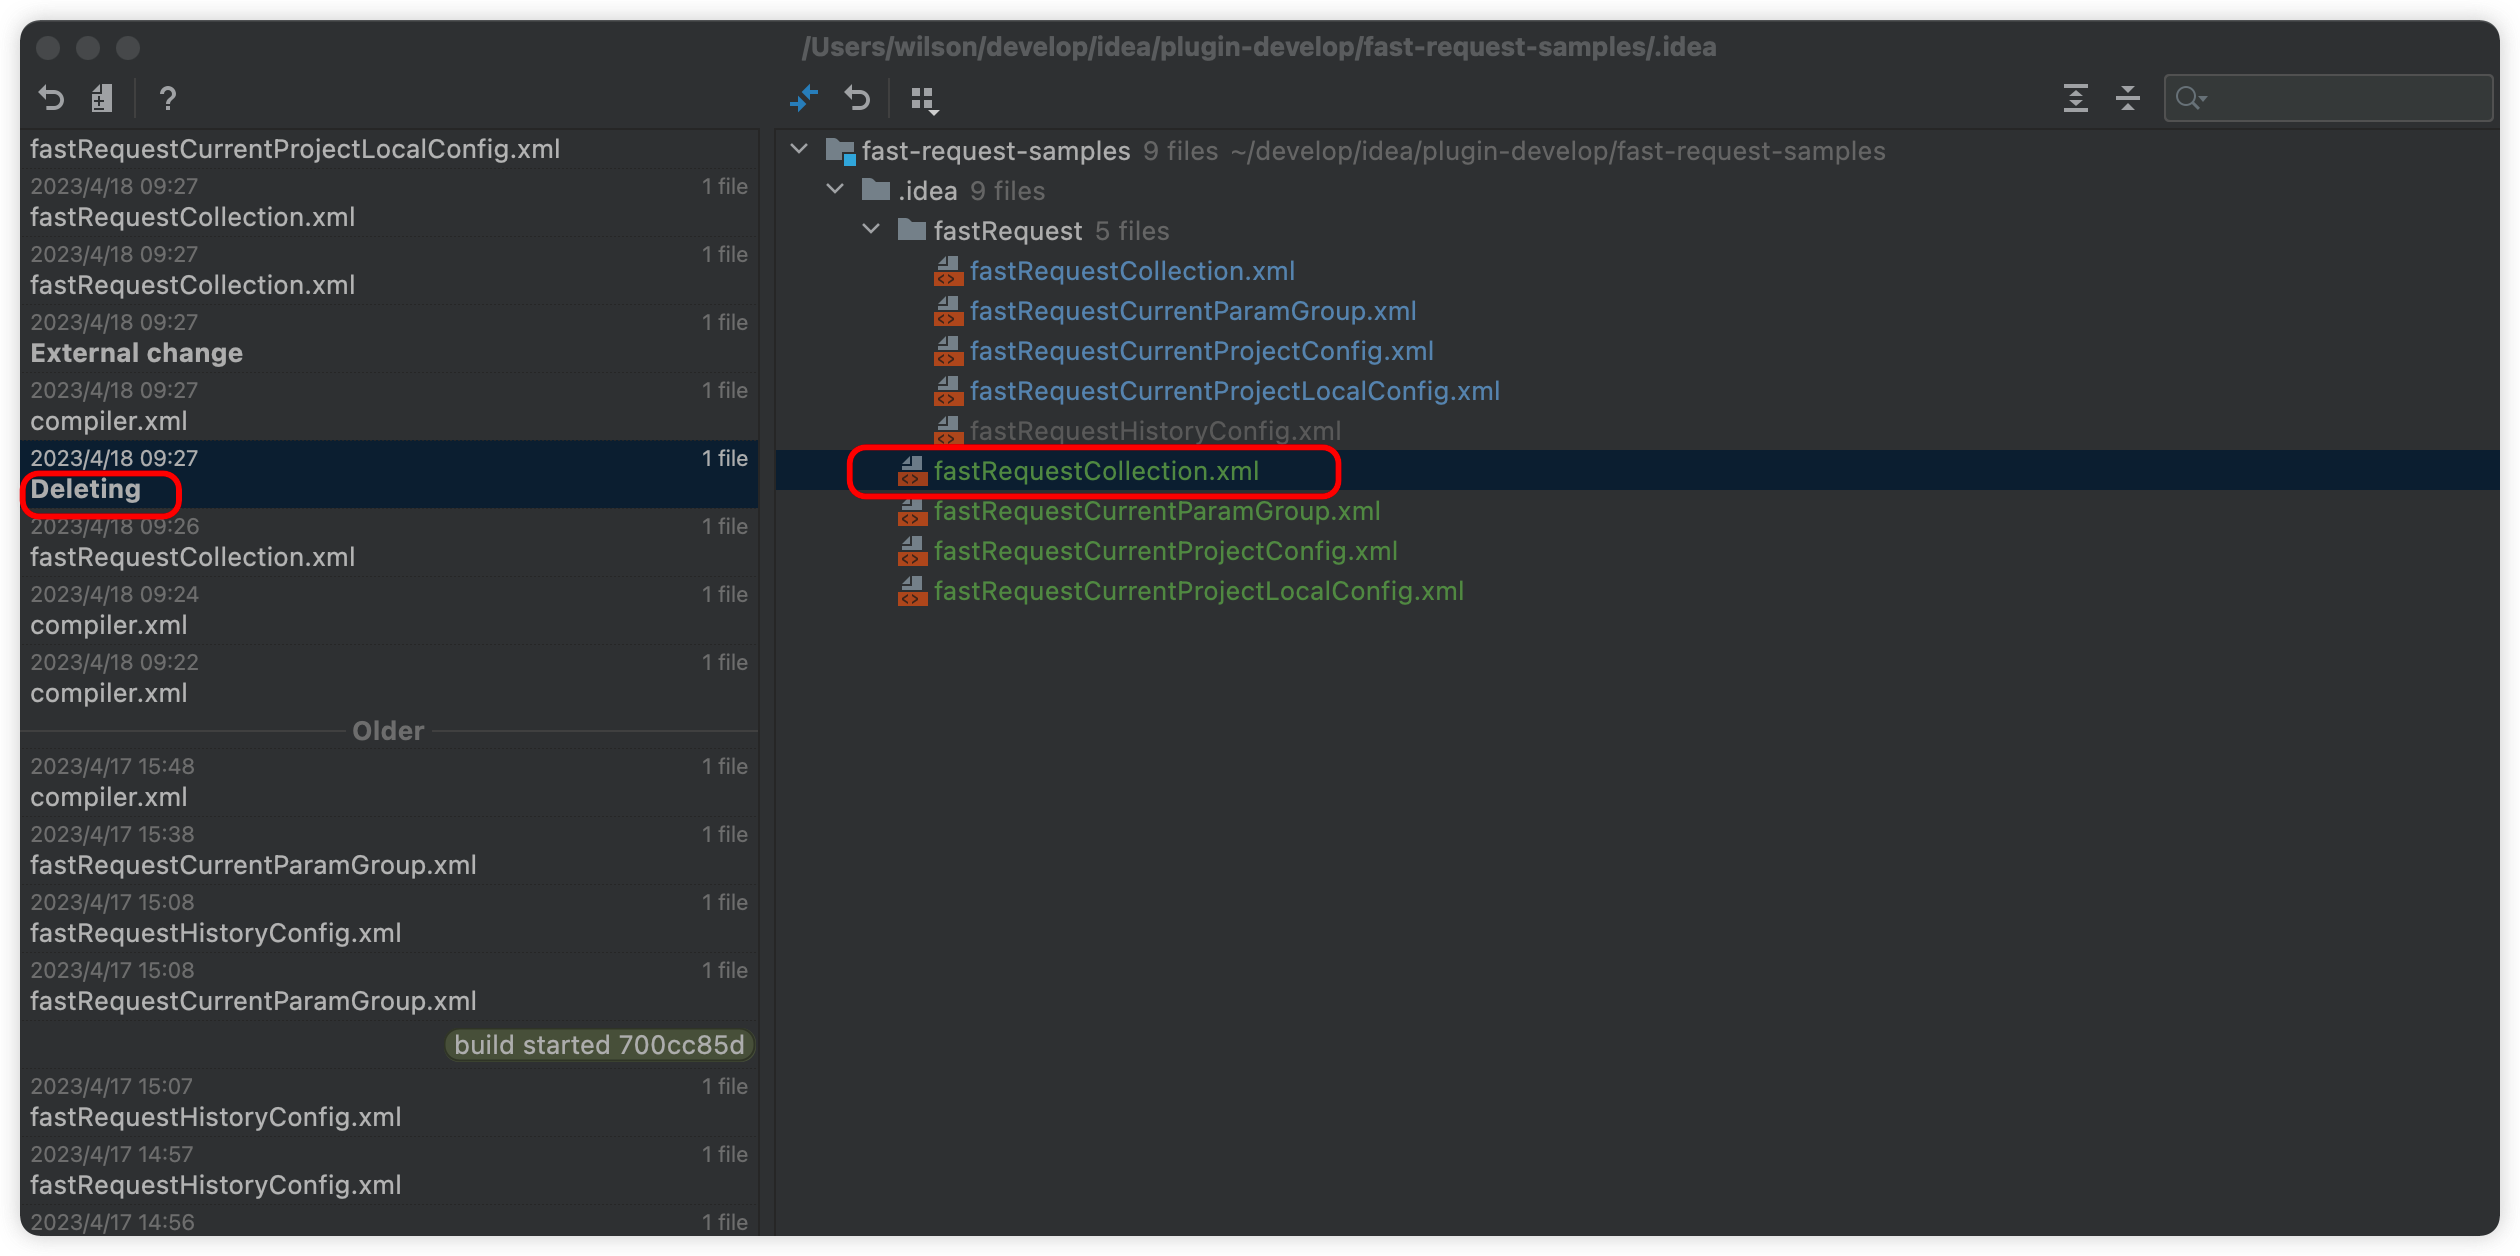 /Users/wilson/develop/idea/plugin-develop/fast-request-samples/.idea
?
fastRequestCurrentProjectLocalConfig.xml
2023/4/18 09:27 1 file
fastRequestCollection.xml
2023/4/18 09:27 1 file
fastRequestCollection.xml
2023/4/18 09:27 1 file
External change
2023/4/18 09:27 1 file
compiler.xml
2023/4/18 09:27 1 file
Deleting
2023/4/18 09:26 1 file
fastRequestCollection.xml
2023/4/18 09:24 1 file
compiler.xml
2023/4/18 09:22 1 file
compiler.xml
Older
2023/4/17 15:48 1 file
compiler.xml
2023/4/17 15:38 1 file
fastRequestCurrentParamGroup.xml
2023/4/17 15:08 1 file
fastRequestHistoryConfig.xml
2023/4/17 15:08 1 file
fastRequestCurrentParamGroup.xml
build started 700cc85d
2023/4/17 15:07 1 file
fastRequestHistoryConfig.xml
2023/4/17 14:57 1 file
fastRequestHistoryConfig.xml
2023/4/17 14:56 1 file
fast-request-samples 9 files ~/develop/idea/plugin-develop/fast-request-samples
.idea 9 files
fastRequest 5 files
fastRequestCollection.xml
fastRequestCurrentParamGroup.xml
fastRequestCurrentProjectConfig.xml
fastRequestCurrentProjectLocalConfig.xml
fastRequestHistoryConfig.xml
fastRequestCollection.xml
fastRequestCurrentParamGroup.xml
fastRequestCurrentProjectConfig.xml
fastRequestCurrentProjectLocalConfig.xml